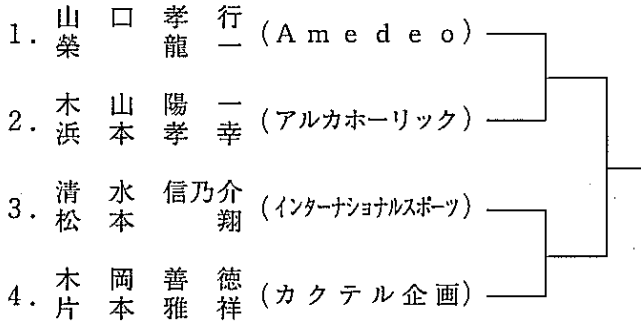 山口孝行
1. (Amedeo)
榮龍一
木山陽一
2. (アルカホーリック)
浜本孝幸
清水信乃介
3. (インターナショナルスポーツ)
松本翔
木岡善徳
4. (カクテル企画)
片本雅祥